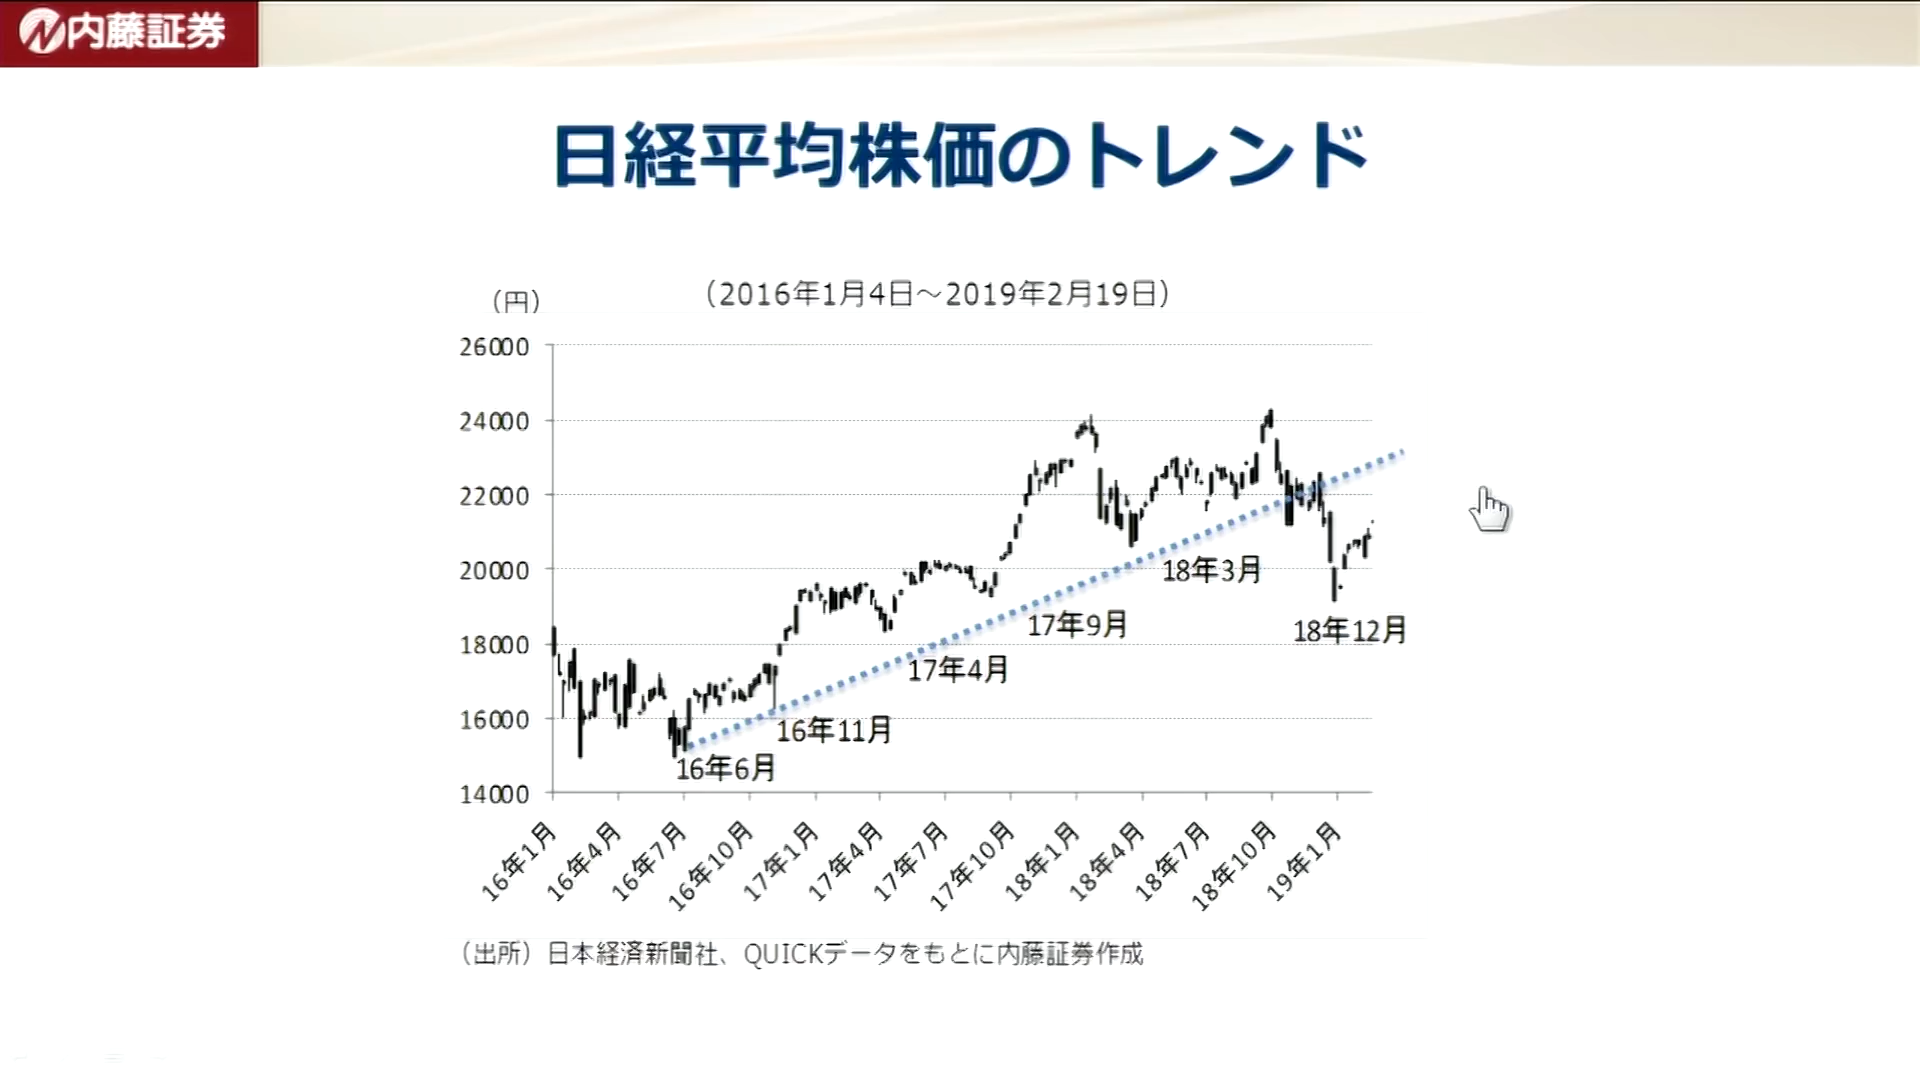 内藤証券
日経平均株価のトレンド
（円）
（2016年1月4日～2019年2月19日）
26000
24000
22000
20000
18000
16000
14000
18年3月
17年9月
18年12月
17年4月
16年11月
16年6月
16年1月
16年4月
16年7月
16年10月
17年1月
17年4月
17年7月
17年10月
18年1月
18年4月
18年7月
18年10月
19年1月
（出所）日本経済新聞社、QUICKデータをもとに内藤証券作成